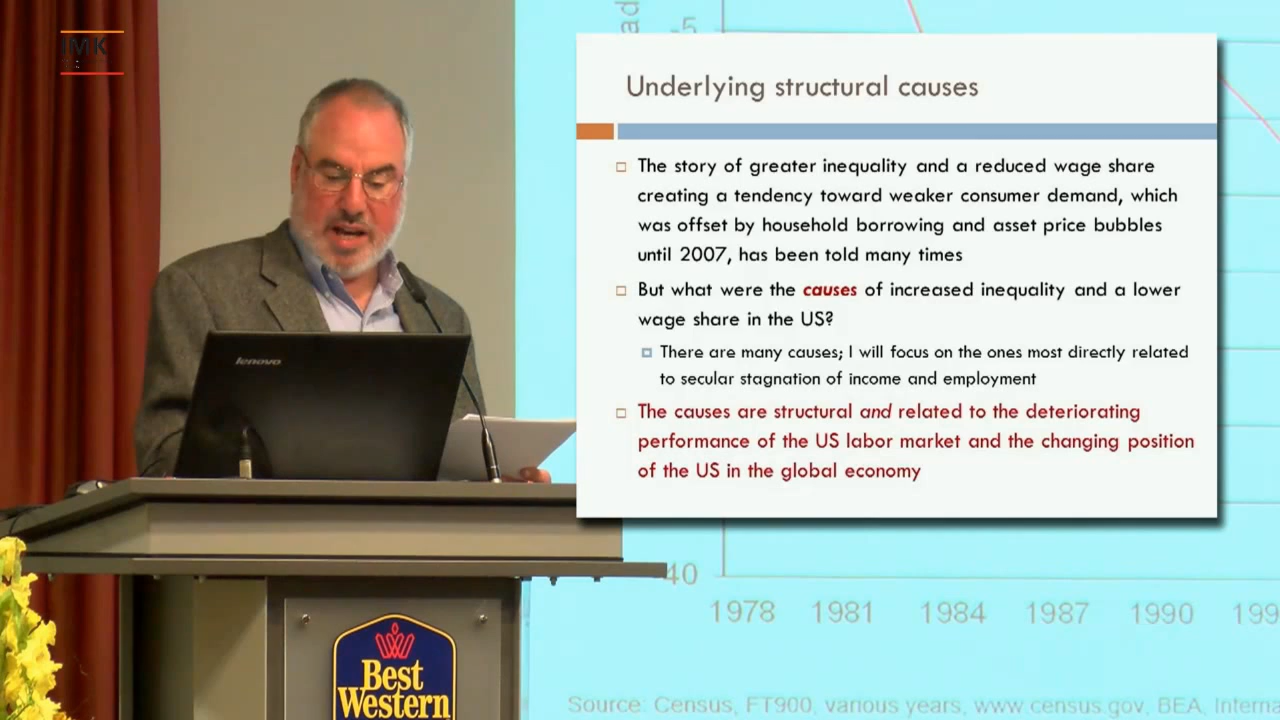 IMK
ad
-5
Underlying structural causes
The story of greater inequality and a reduced wage share
creating a tendency toward weaker consumer demand, which
was offset by household borrowing and asset price bubbles
until 2007, has been told many times
But what were the causes of increased inequality and a lower
wage share in the US?
There are many causes; I will focus on the ones most directly related
to secular stagnation of income and employment
The causes are structural and related to the deteriorating
performance of the US labor market and the changing position
of the US in the global economy
lenovo
40
1978 1981 1984 1987 1990 199
Source: Census, FT900, various years, www.census.gov, BEA, Interna
Best
Western